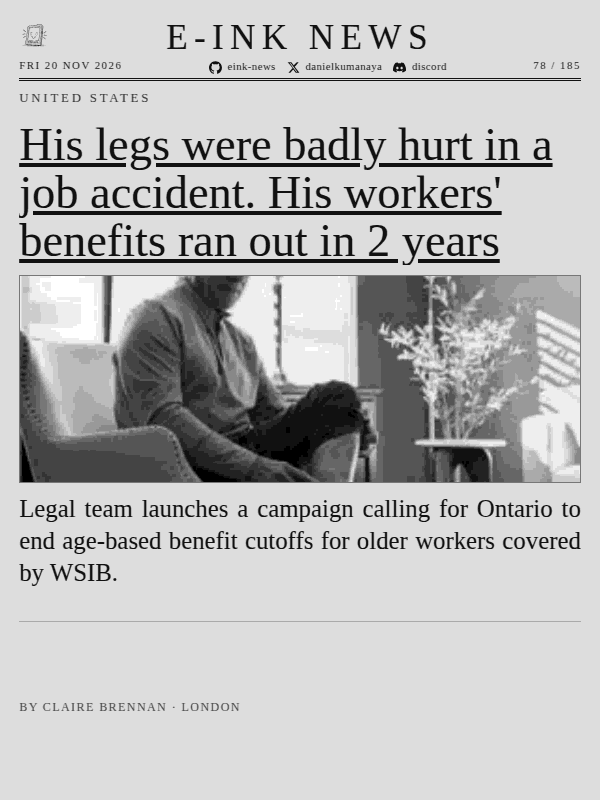 E-INK NEWS
FRI 20 NOV 2026 eink-news danielkumanaya discord 78 / 185
UNITED STATES
His legs were badly hurt in a
job accident. His workers'
benefits ran out in 2 years
Legal team launches a campaign calling for Ontario to
end age-based benefit cutoffs for older workers covered
by WSIB.
BY CLAIRE BRENNAN · LONDON